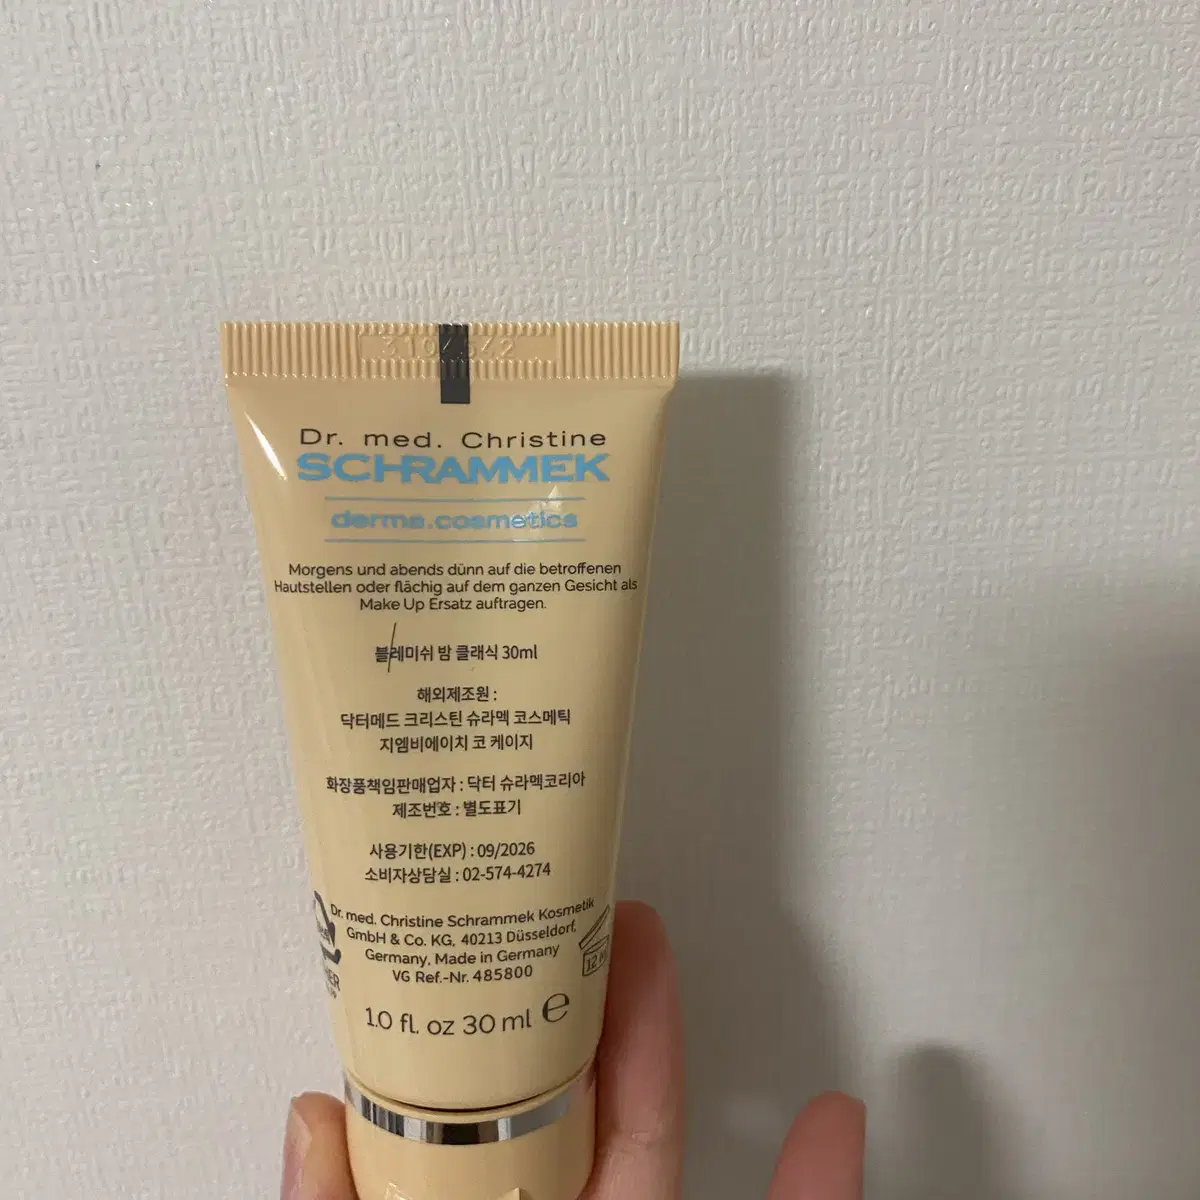 Dr. med. Christine
SCHRAMMEK
derma.cosmetics
Morgens und abends dünn auf die betroffenen
Hautstellen oder flächig auf dem ganzen Gesicht als
Make Up Ersatz auftragen.
블레미쉬 밤 클래식 30ml
해외제조원 :
닥터메드 크리스틴 슈라멕 코스메틱
지엠비에이치 코 케이지
화장품책임판매업자 : 닥터 슈라멕코리아
제조번호 : 별도표기
사용기한(EXP) : 09/2026
소비자상담실 : 02-574-4274
Dr. med. Christine Schrammek Kosmetik
GmbH & Co. KG, 40213 Düsseldorf,
Germany, Made in Germany
VG Ref.-Nr. 485800
12 M
1.0 fl. oz 30 ml e